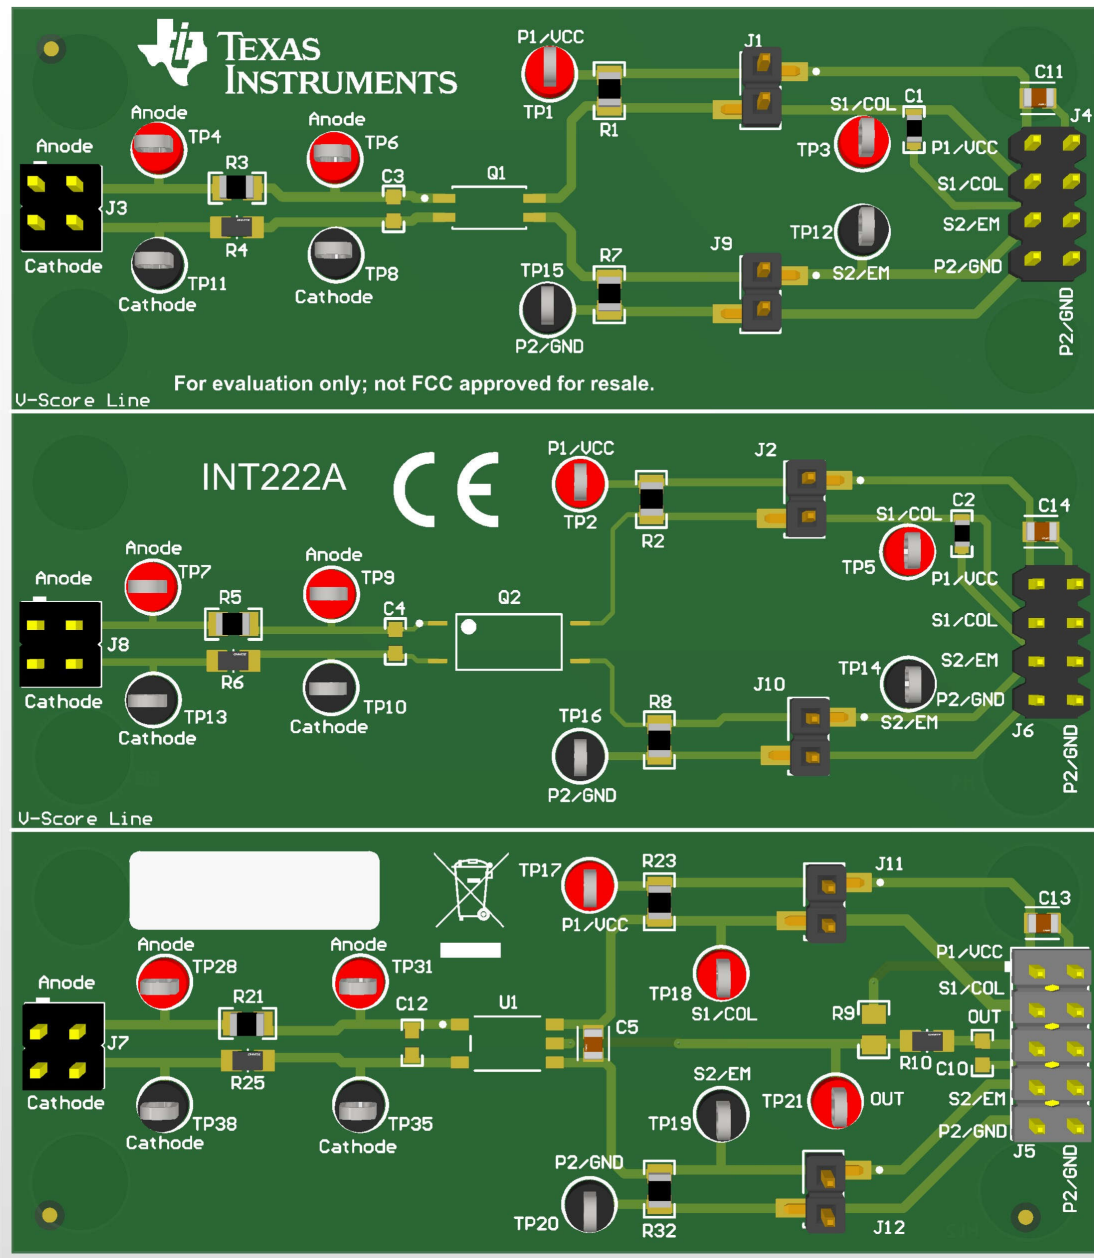 TEXAS
INSTRUMENTS
P1/VCC
TP1
R1
J1
C11
S1/COL
C1
J4
TP3
P1/VCC
S1/COL
S2/EM
P2/GND
P2/GND
Anode
TP4
Anode
TP6
Anode
R3
C3
Q1
J3
R4
Cathode
TP11
Cathode
TP8
Cathode
TP15
R7
P2/GND
J9
TP12
S2/EM
For evaluation only; not FCC approved for resale.
V-Score Line
INT222A
CE
P1/VCC
TP2
R2
J2
S1/COL
C2
C14
TP5
P1/VCC
S1/COL
S2/EM
P2/GND
P2/GND
J6
Anode
TP7
Anode
TP9
Anode
R5
C4
Q2
J8
R6
Cathode
TP13
Cathode
TP10
Cathode
TP16
R8
P2/GND
J10
TP14
S2/EM
V-Score Line
TP17
P1/VCC
R23
J11
C13
P1/VCC
S1/COL
OUT
TP18
S1/COL
R9
R10
C10
S2/EM
P2/GND
J5
P2/GND
Anode
TP28
Anode
TP31
Anode
R21
C12
U1
C5
J7
R25
Cathode
TP38
Cathode
TP35
Cathode
S2/EM
TP19
TP21
OUT
P2/GND
TP20
R32
J12